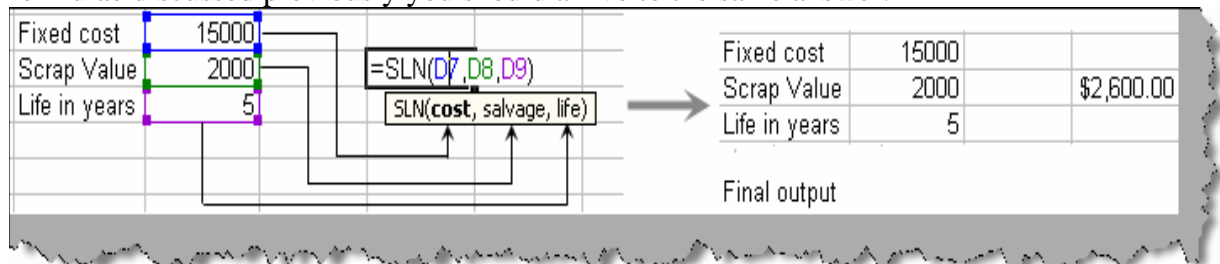 Fixed cost 15000
Scrap Value 2000 =SLN(D7,D8,D9)
Life in years 5 SLN(cost, salvage, life)
Fixed cost 15000
Scrap Value 2000 $2,600.00
Life in years 5
Final output